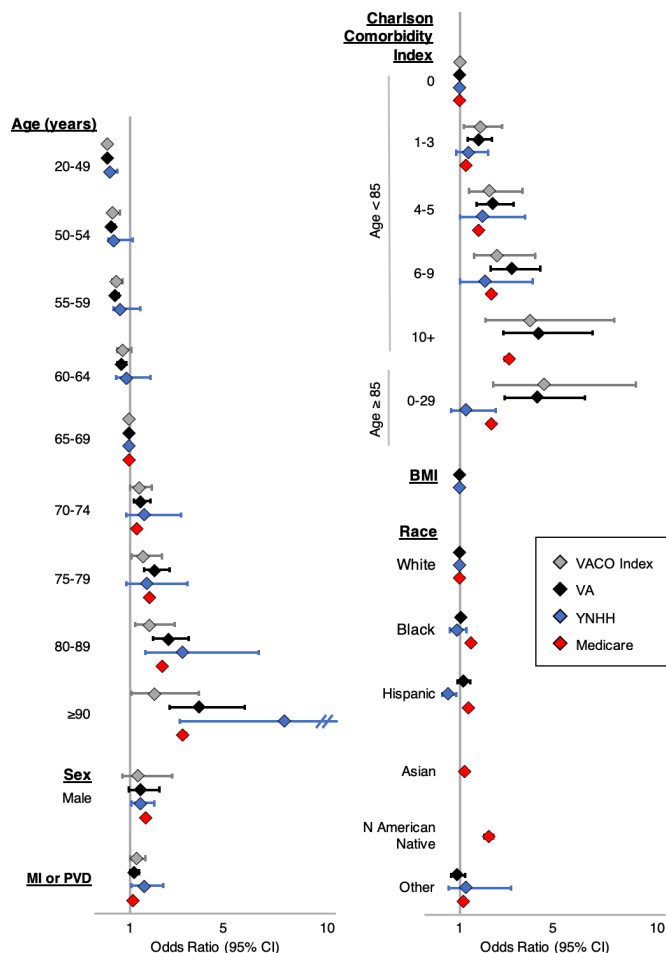 Age (years)
20-49
50-54
55-59
60-64
65-69
70-74
75-79
80-89
≥90
Sex
Male
MI or PVD
1
5
10
Odds Ratio (95% CI)
Charlson
Comorbidity
Index
0
1-3
4-5
6-9
10+
Age < 85
0-29
Age ≥ 85
BMI
Race
White
Black
Hispanic
Asian
N American
Native
Other
1
5
10
Odds Ratio (95% CI)
VACO Index
VA
YNHH
Medicare